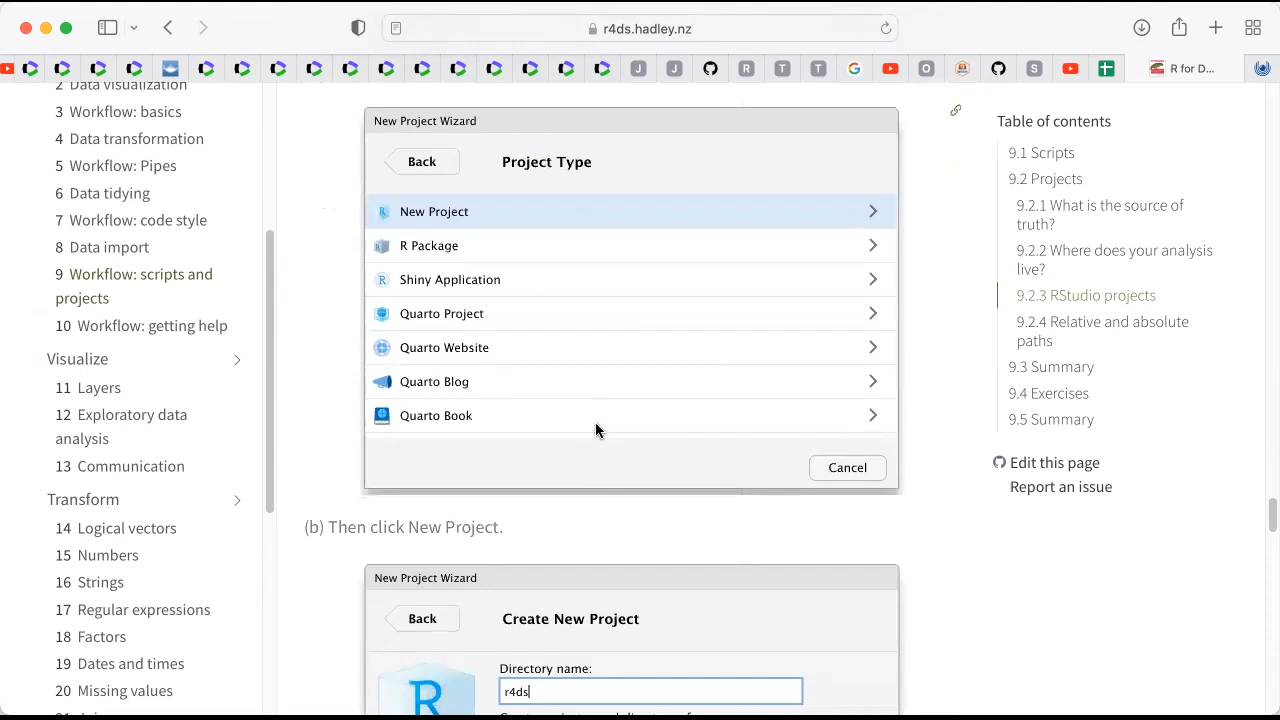 r4ds.hadley.nz
J
J
R
T
T
G
O
S
R for D...
2 Data visualization
3 Workflow: basics
4 Data transformation
5 Workflow: Pipes
6 Data tidying
7 Workflow: code style
8 Data import
9 Workflow: scripts and
projects
10 Workflow: getting help
Visualize
11 Layers
12 Exploratory data
analysis
13 Communication
Transform
14 Logical vectors
15 Numbers
16 Strings
17 Regular expressions
18 Factors
19 Dates and times
20 Missing values
New Project Wizard
Back
Project Type
New Project
R Package
Shiny Application
Quarto Project
Quarto Website
Quarto Blog
Quarto Book
Cancel
(b) Then click New Project.
New Project Wizard
Back
Create New Project
Directory name:
r4ds
Table of contents
9.1 Scripts
9.2 Projects
9.2.1 What is the source of
truth?
9.2.2 Where does your analysis
live?
9.2.3 RStudio projects
9.2.4 Relative and absolute
paths
9.3 Summary
9.4 Exercises
9.5 Summary
Edit this page
Report an issue